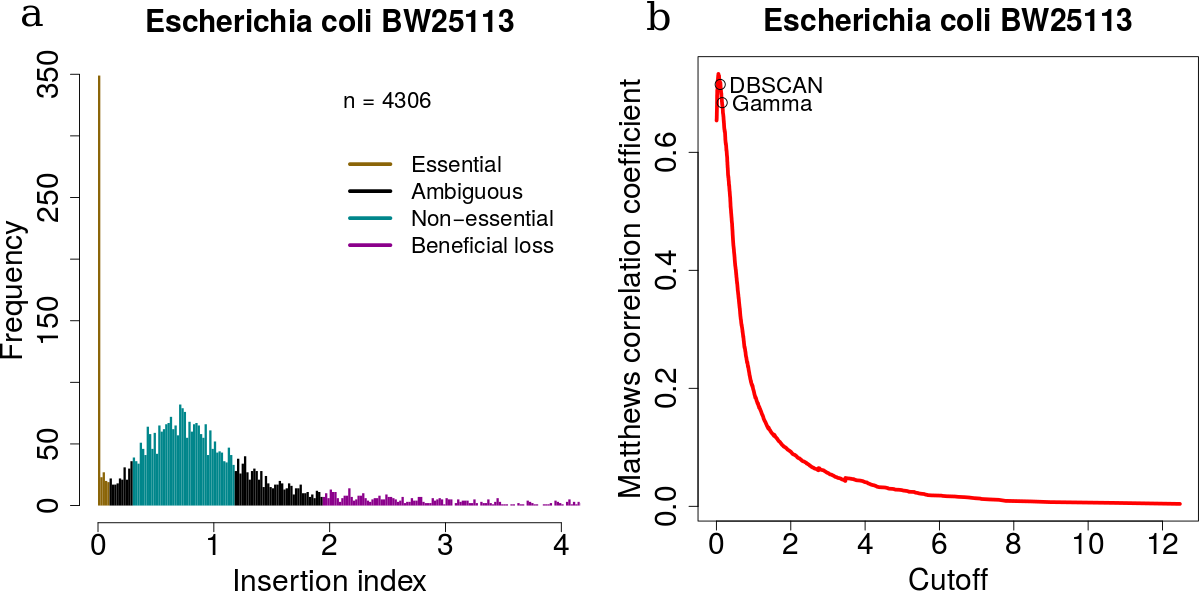 a
Escherichia coli BW25113
n = 4306
Essential
Ambiguous
Non−essential
Beneficial loss
Frequency
0
50
150
250
350
0
1
2
3
4
Insertion index
b
Escherichia coli BW25113
DBSCAN
Gamma
Matthews correlation coefficient
0.0
0.2
0.4
0.6
0
2
4
6
8
10
12
Cutoff